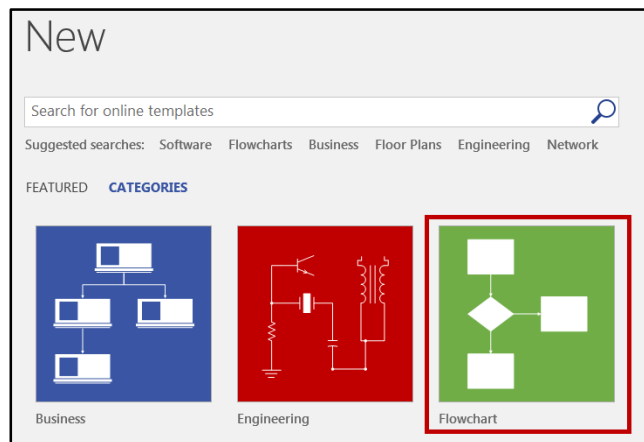 New
Search for online templates
Suggested searches: Software Flowcharts Business Floor Plans Engineering Network
FEATURED CATEGORIES
Business Engineering Flowchart